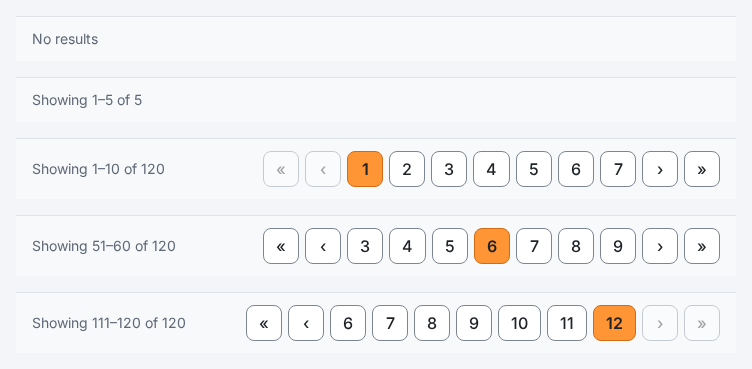 No results
Showing 1–5 of 5
Showing 1–10 of 120 « ‹ 1 2 3 4 5 6 7 › »
Showing 51–60 of 120 « ‹ 3 4 5 6 7 8 9 › »
Showing 111–120 of 120 « ‹ 6 7 8 9 10 11 12 › »